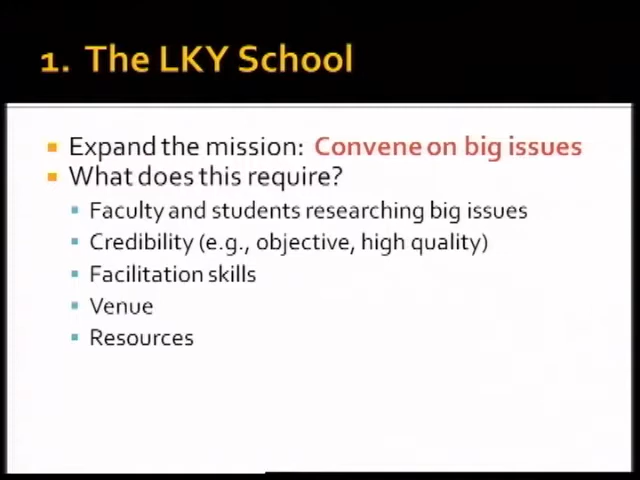 1. The LKY School
Expand the mission: Convene on big issues
What does this require?
Faculty and students researching big issues
Credibility (e.g., objective, high quality)
Facilitation skills
Venue
Resources